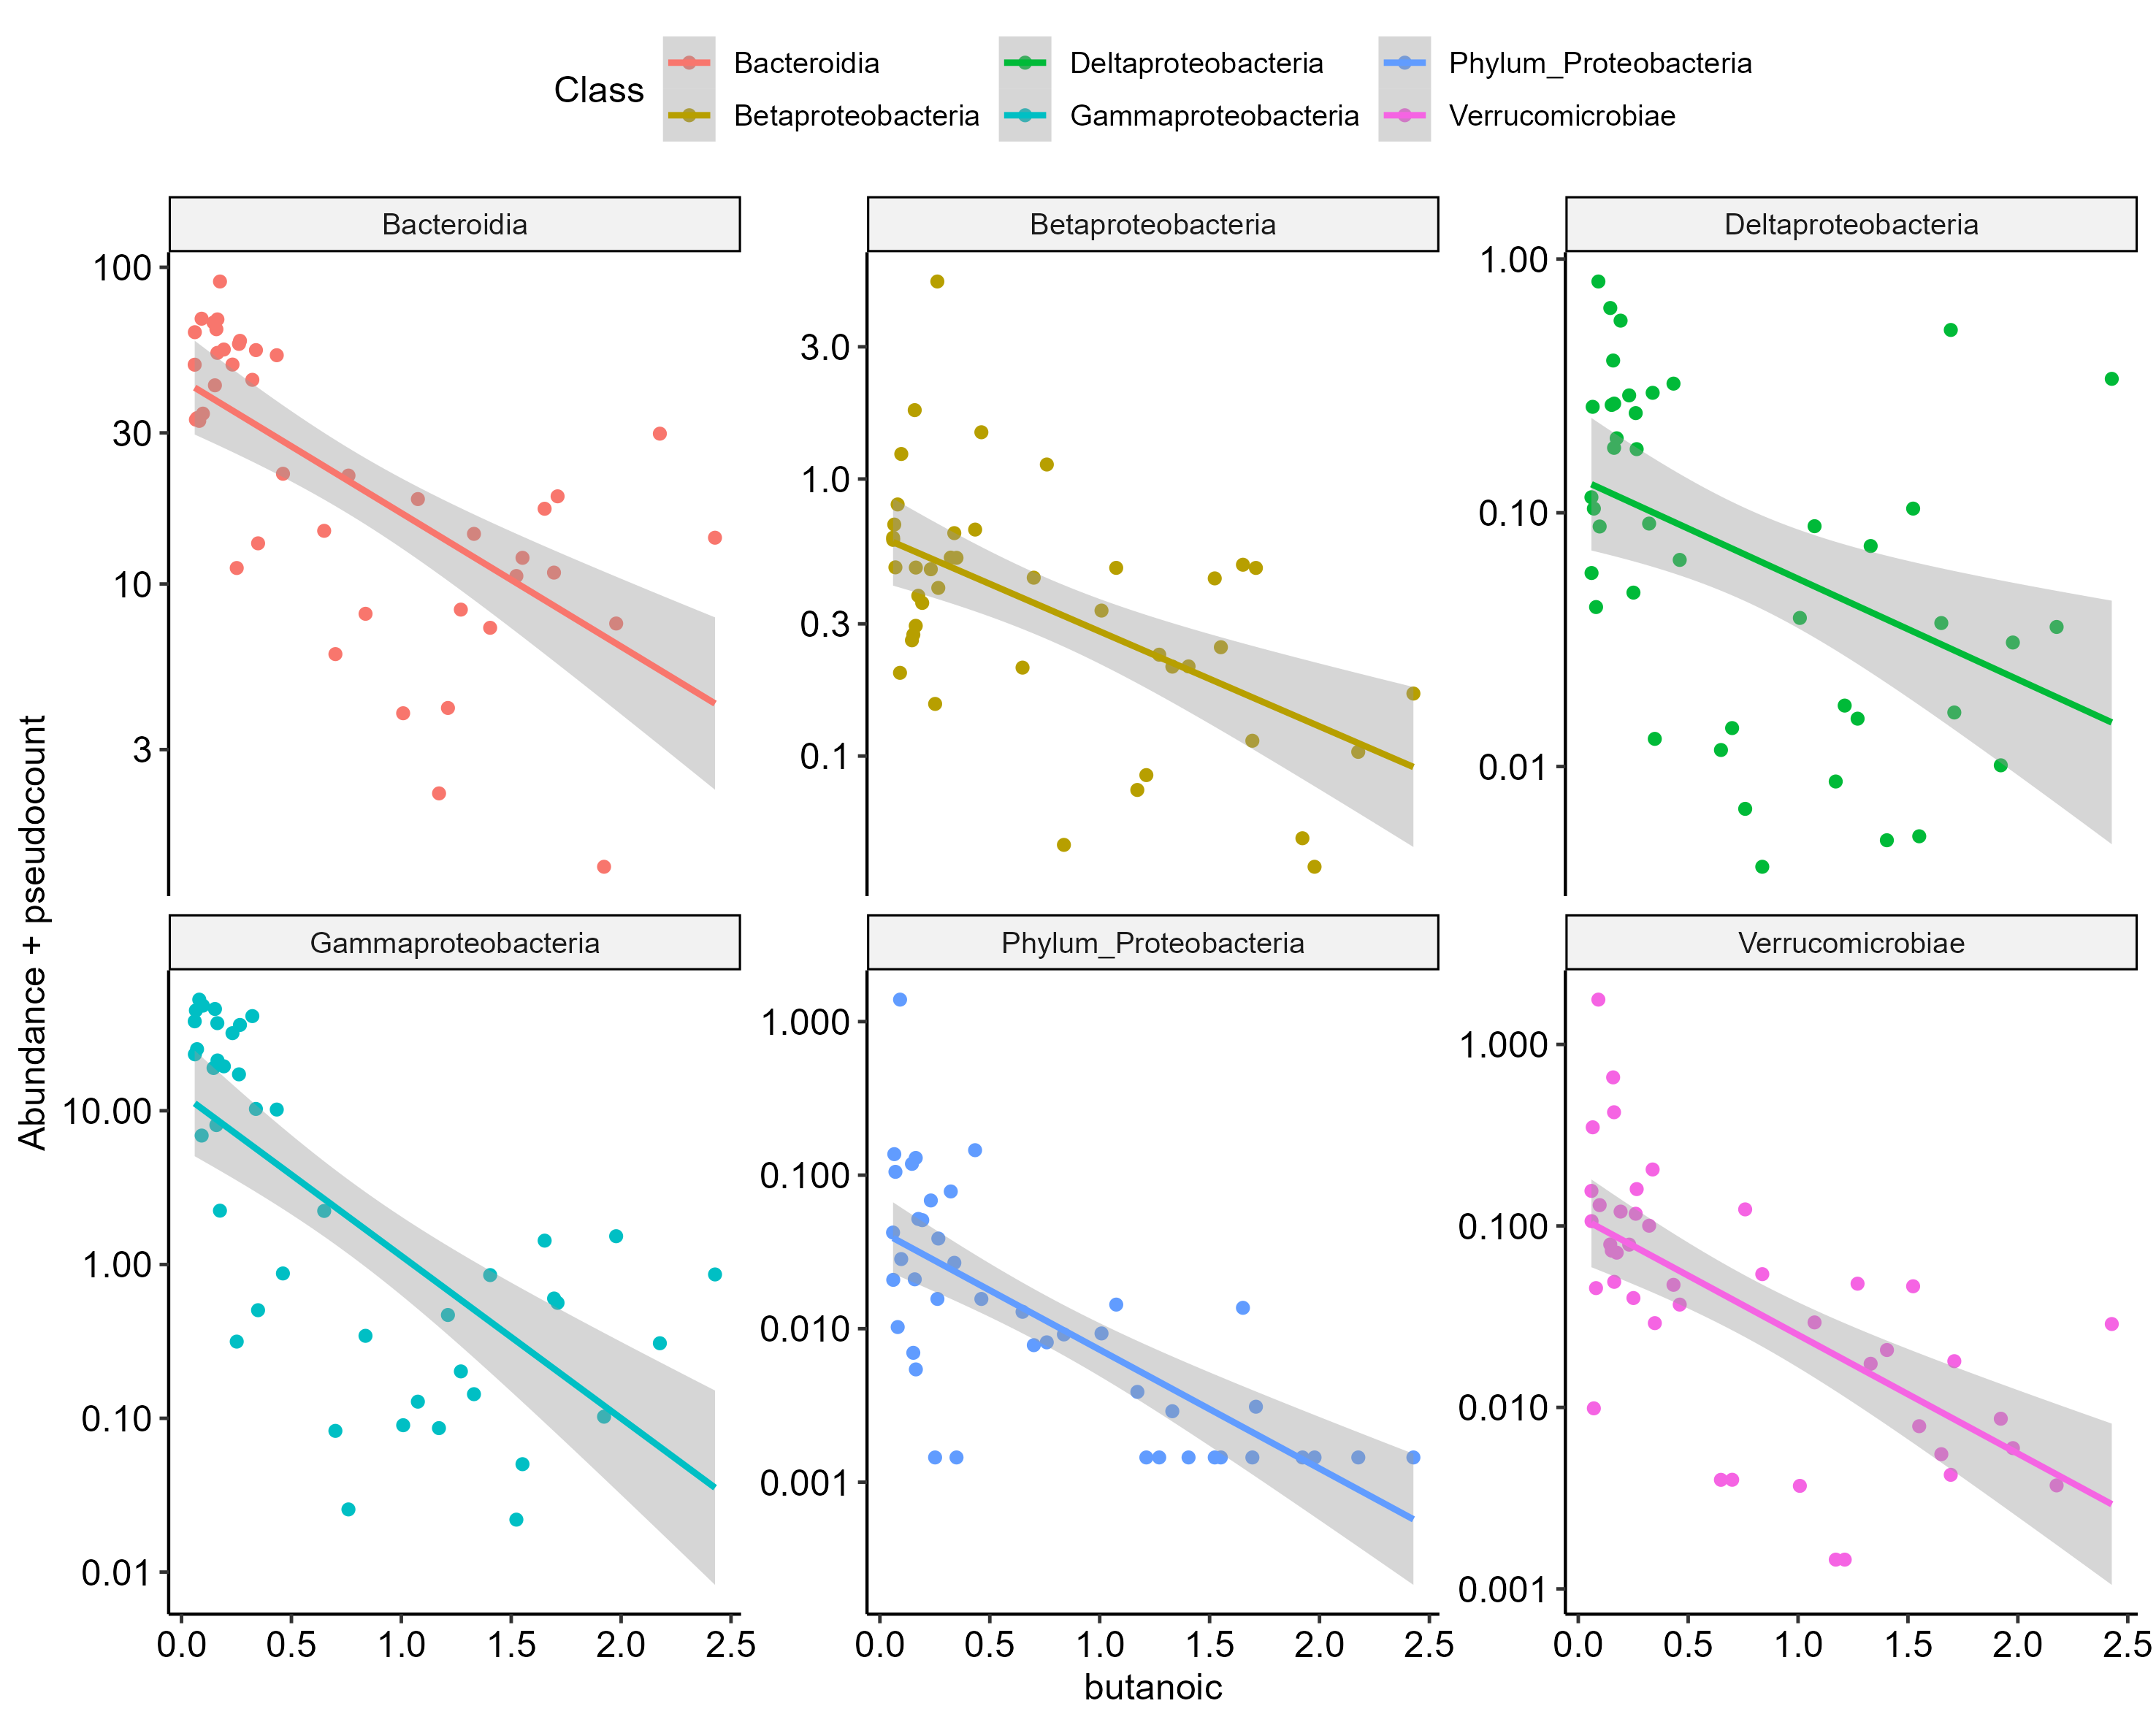 Class
Bacteroidia
Deltaproteobacteria
Phylum_Proteobacteria
Betaproteobacteria
Gammaproteobacteria
Verrucomicrobiae
Abundance + pseudocount
Bacteroidia
100
30
10
3
Betaproteobacteria
3.0
1.0
0.3
0.1
Deltaproteobacteria
1.00
0.10
0.01
Gammaproteobacteria
10.00
1.00
0.10
0.01
0.0 0.5 1.0 1.5 2.0 2.5
Phylum_Proteobacteria
1.000
0.100
0.010
0.001
0.0 0.5 1.0 1.5 2.0 2.5
Verrucomicrobiae
1.000
0.100
0.010
0.001
0.0 0.5 1.0 1.5 2.0 2.5
butanoic